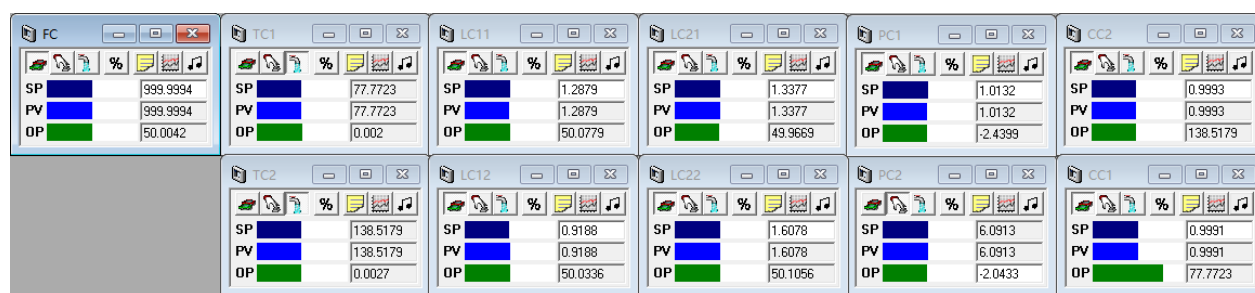 FC TC1 LC11 LC21 PC1 CC2
% % % % % %
SP 999.9994 SP 77.7723 SP 1.2879 SP 1.3377 SP 1.0132 SP 0.9993
PV 999.9994 PV 77.7723 PV 1.2879 PV 1.3377 PV 1.0132 PV 0.9993
OP 50.0042 OP 0.002 OP 50.0779 OP 49.9669 OP -2.4399 OP 138.5179
TC2 LC12 LC22 PC2 CC1
% % % % %
SP 138.5179 SP 0.9188 SP 1.6078 SP 6.0913 SP 0.9991
PV 138.5179 PV 0.9188 PV 1.6078 PV 6.0913 PV 0.9991
OP 0.0027 OP 50.0336 OP 50.1056 OP -2.0433 OP 77.7723